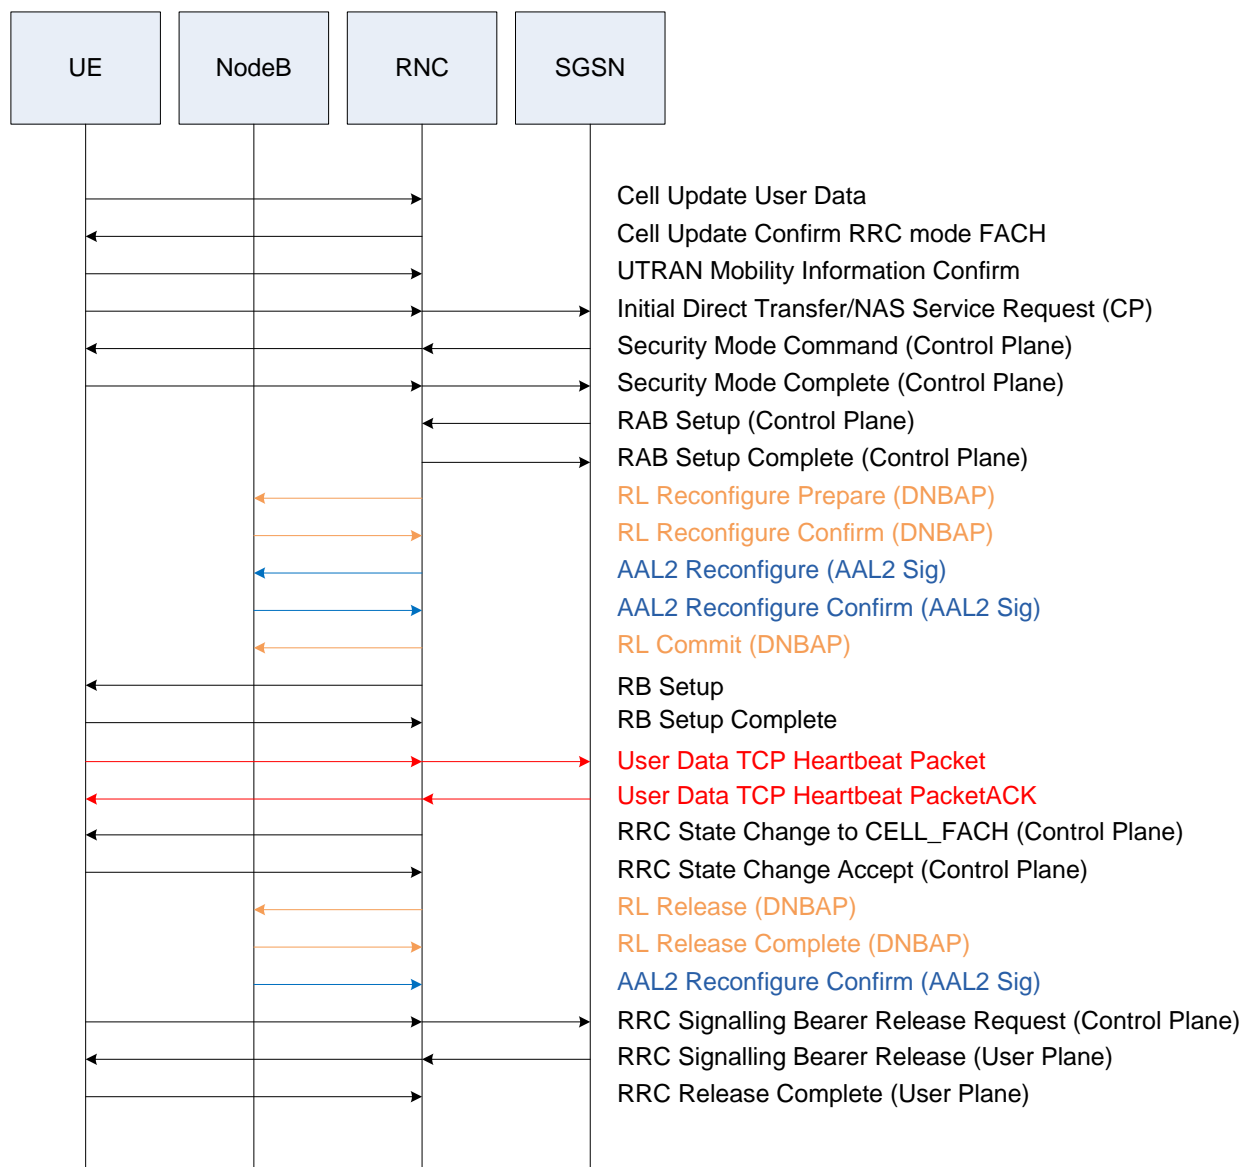 UE
NodeB
RNC
SGSN
Cell Update User Data
Cell Update Confirm RRC mode FACH
UTRAN Mobility Information Confirm
Initial Direct Transfer/NAS Service Request (CP)
Security Mode Command (Control Plane)
Security Mode Complete (Control Plane)
RAB Setup (Control Plane)
RAB Setup Complete (Control Plane)
RL Reconfigure Prepare (DNBAP)
RL Reconfigure Confirm (DNBAP)
AAL2 Reconfigure (AAL2 Sig)
AAL2 Reconfigure Confirm (AAL2 Sig)
RL Commit (DNBAP)
RB Setup
RB Setup Complete
User Data TCP Heartbeat Packet
User Data TCP Heartbeat PacketACK
RRC State Change to CELL_FACH (Control Plane)
RRC State Change Accept (Control Plane)
RL Release (DNBAP)
RL Release Complete (DNBAP)
AAL2 Reconfigure Confirm (AAL2 Sig)
RRC Signalling Bearer Release Request (Control Plane)
RRC Signalling Bearer Release (User Plane)
RRC Release Complete (User Plane)